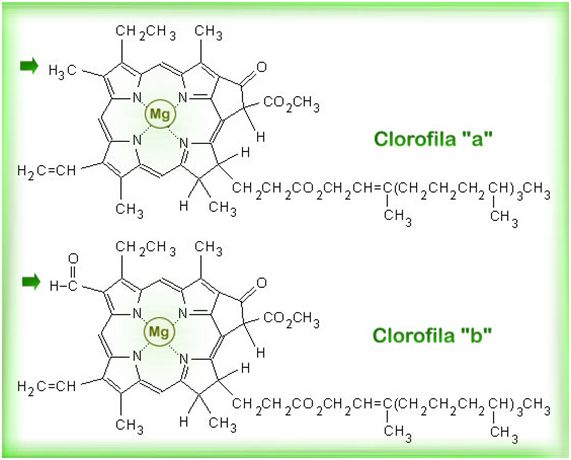 CH₂CH₃ CH₃
H₃C O
N N CO₂CH₃
Mg
H
Clorofila "a"
N N H
H₂C=CH
CH₂CH₂CO₂CH₂CH=C(CH₂CH₂CH₂CH)₃CH₃
H CH₃ CH₃ CH₃
CH₃
O CH₂CH₃ CH₃
H C O
N N CO₂CH₃
Mg
Clorofila "b"
H
N N H
H₂C=CH
CH₂CH₂CO₂CH₂CH=C(CH₂CH₂CH₂CH)₃CH₃
CH₃ H CH₃ CH₃ CH₃